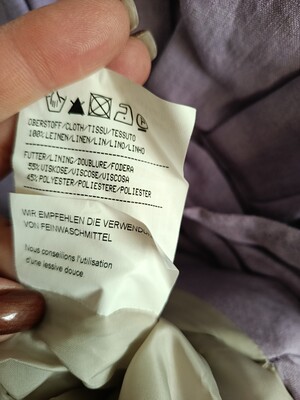 OBERSTOFF/CLOTH/TISSU/TESSUTO
100%LEINEN/LINEN/LIN/LINO/LINHO
FUTTER/LINING/DOUBLURE/FODERA
55%VISKOSE/VISCOSE/VISCOSA
45%POLYESTER/POLIESTERE/POLIESTER
WIR EMPFEHLEN DIE VERWENDU
VON FEINWASCHMITTEL
Nous conseillons l'utilisation
d'une lessive douce